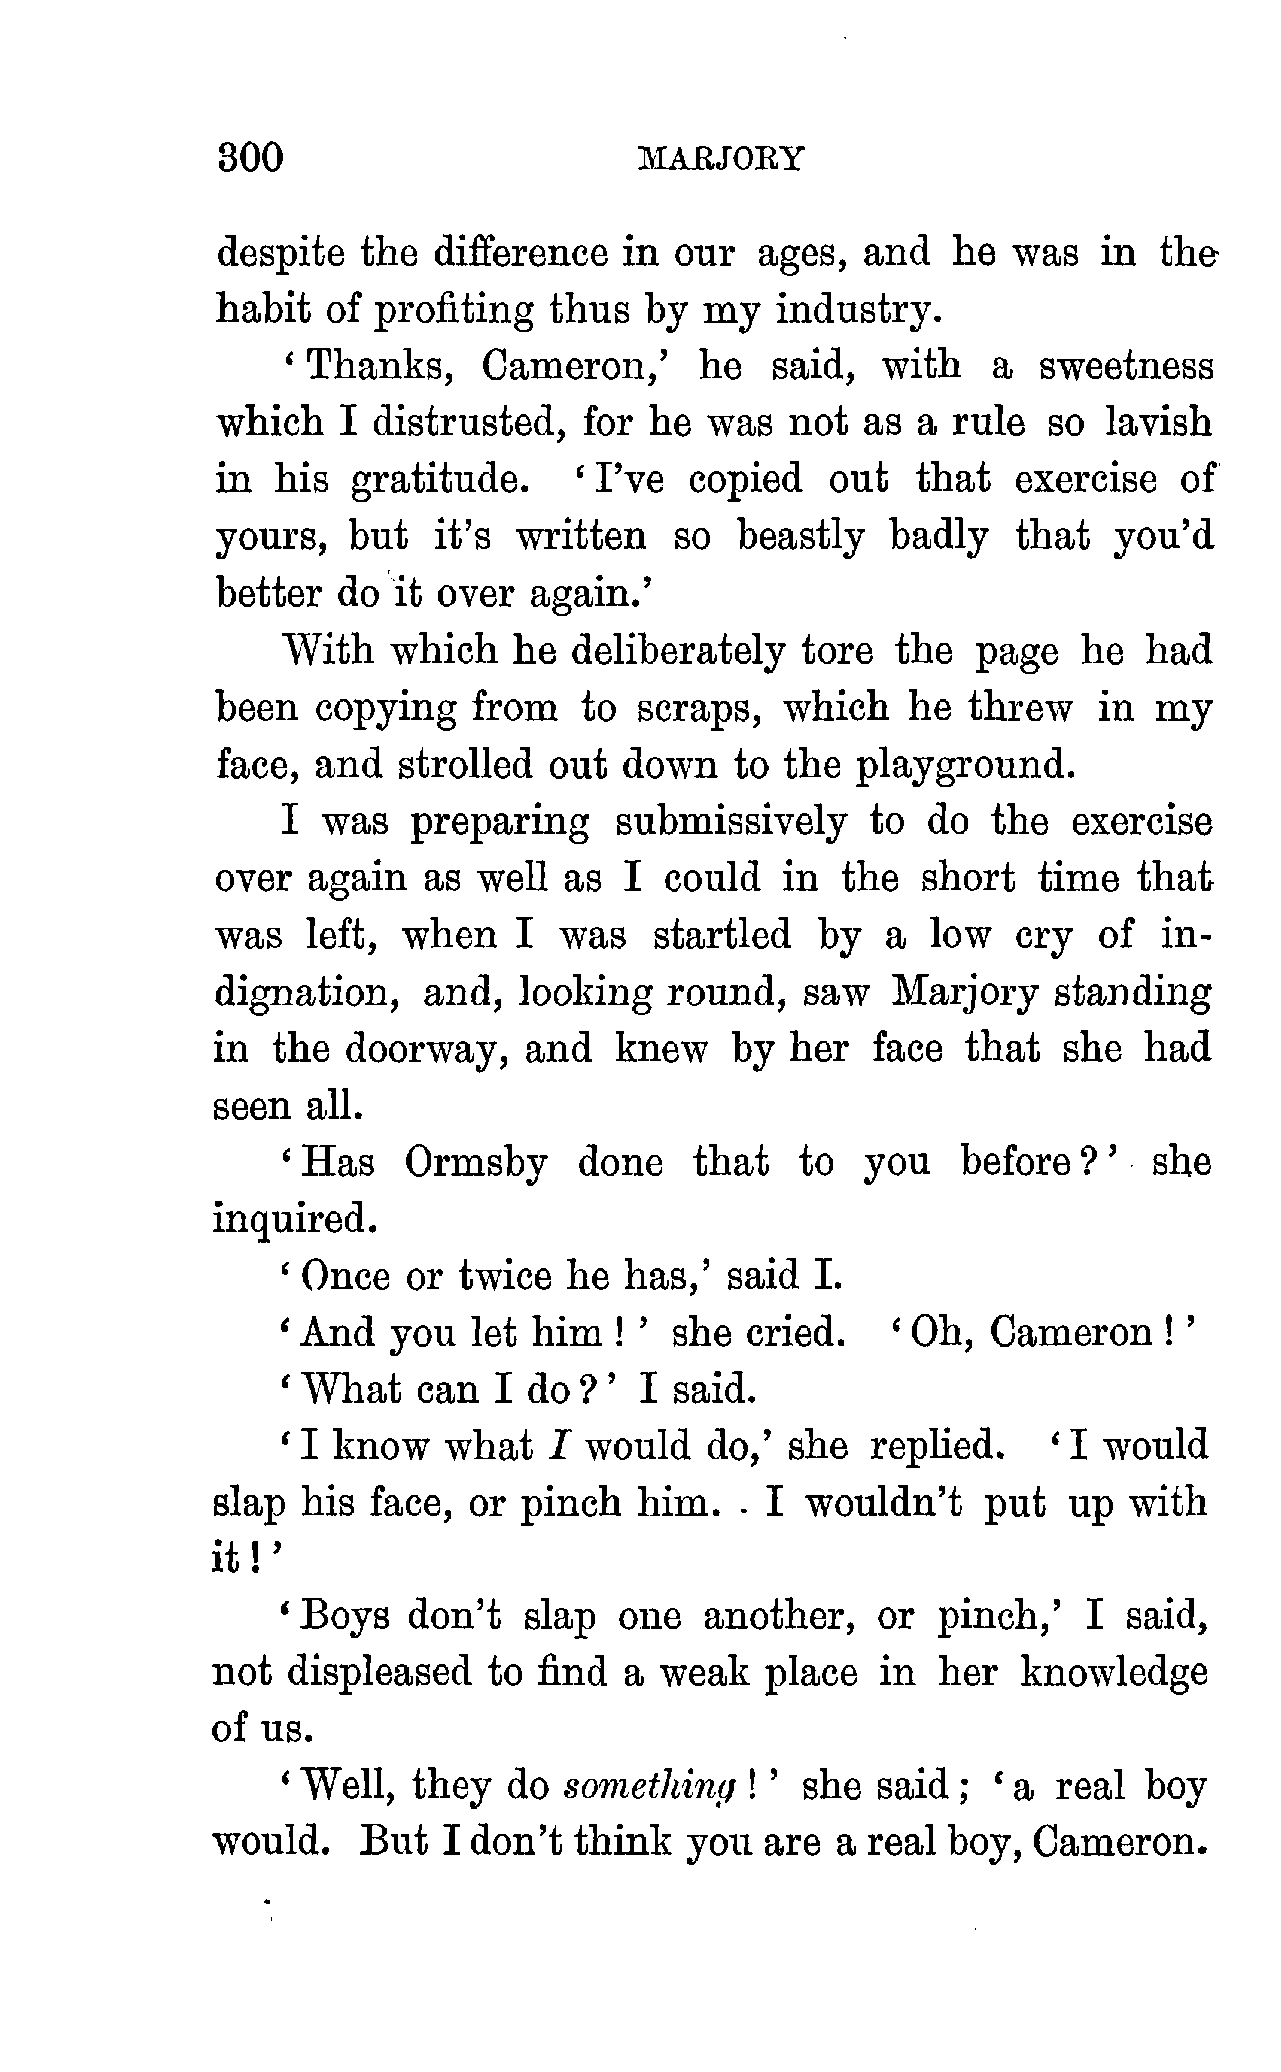 300 MARJORY
despite the difference in our ages, and he was in the
habit of profiting thus by my industry.
‘Thanks, Cameron,’ he said, with a sweetness
which I distrusted, for he was not as a rule so lavish
in his gratitude. ‘I’ve copied out that exercise of
yours, but it’s written so beastly badly that you’d
better do it over again.’
With which he deliberately tore the page he had
been copying from to scraps, which he threw in my
face, and strolled out down to the playground.
I was preparing submissively to do the exercise
over again as well as I could in the short time that
was left, when I was startled by a low cry of in-
dignation, and, looking round, saw Marjory standing
in the doorway, and knew by her face that she had
seen all.
‘Has Ormsby done that to you before?’ she
inquired.
‘Once or twice he has,’ said I.
‘And you let him!’ she cried. ‘Oh, Cameron!’
‘What can I do?’ I said.
‘I know what I would do,’ she replied. ‘I would
slap his face, or pinch him. I wouldn’t put up with
it!’
‘Boys don’t slap one another, or pinch,’ I said,
not displeased to find a weak place in her knowledge
of us.
‘Well, they do something!’ she said; ‘a real boy
would. But I don’t think you are a real boy, Cameron.